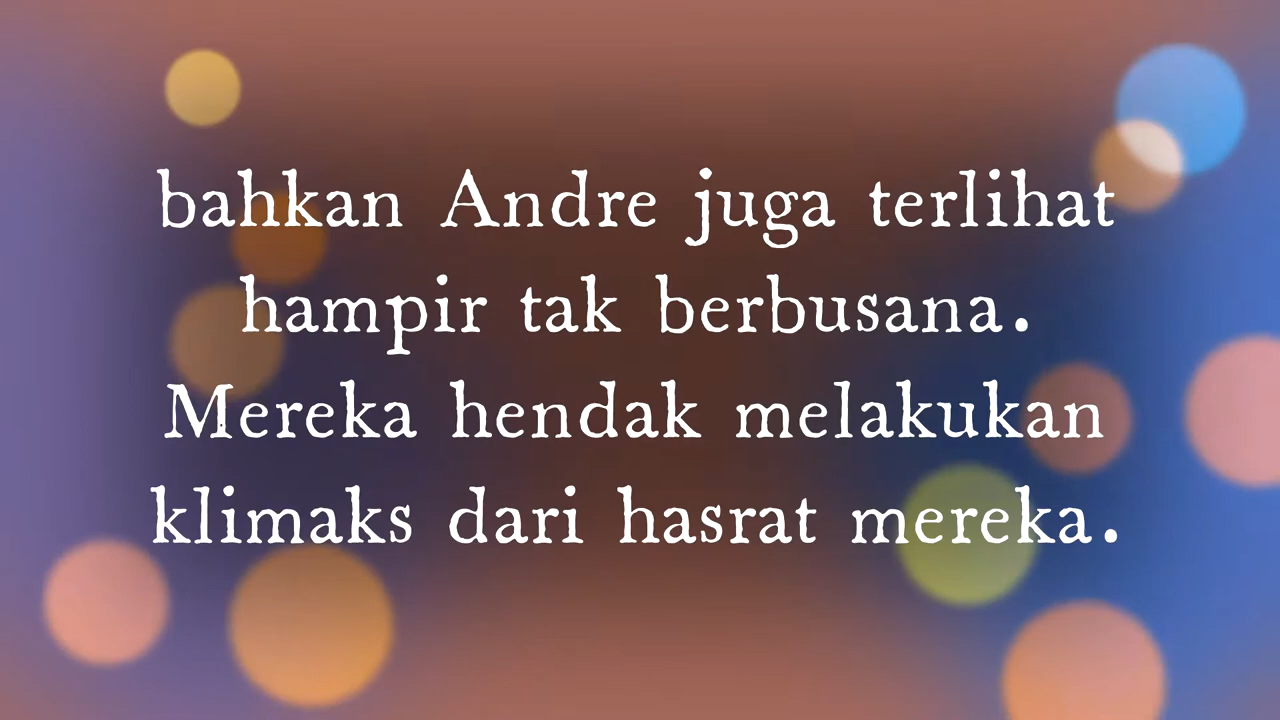 bahkan Andre juga terlihat
hampir tak berbusana.
Mereka hendak melakukan
klimaks dari hasrat mereka.